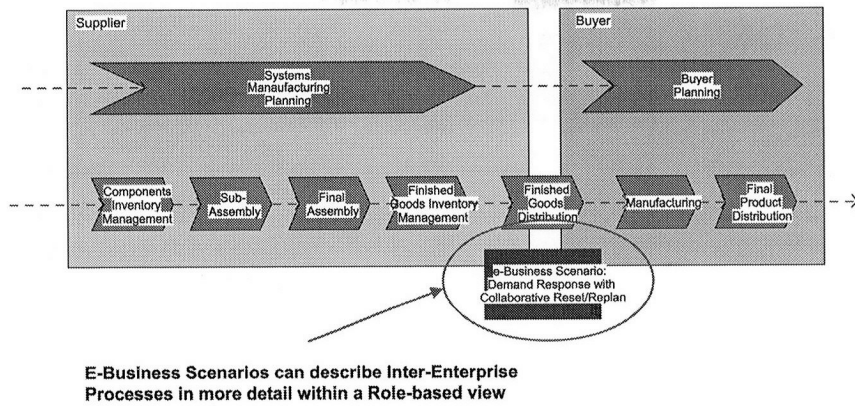 Supplier
Buyer
Systems
Manaufacturing
Planning
Buyer
Planning
Components
Inventory
Management
Sub-
Assembly
Final
Assembly
Finished
Goods Inventory
Management
Finished
Goods
Distribution
Manufacturing
Final
Product
Distribution
e-Business Scenario:
Demand Response with
Collaborative Reset/Replan
E-Business Scenarios can describe Inter-Enterprise
Processes in more detail within a Role-based view